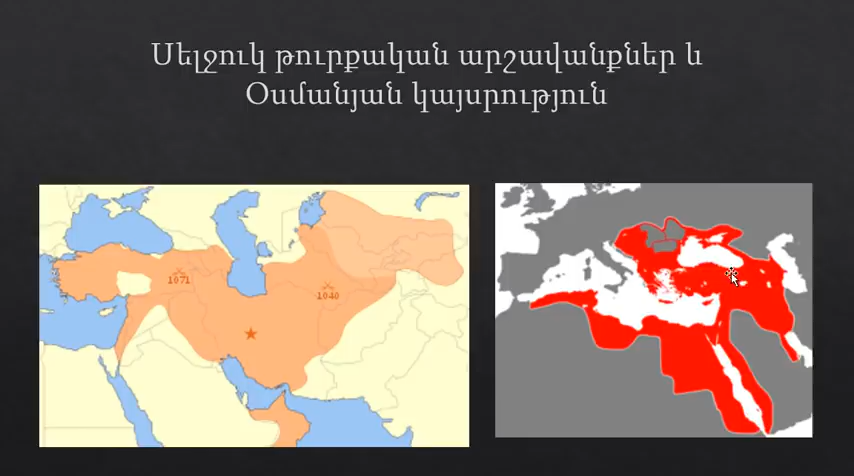 Սելջուկ թուրքական արշավանքներ և
Օսմանյան կայսրություն
1071
1040